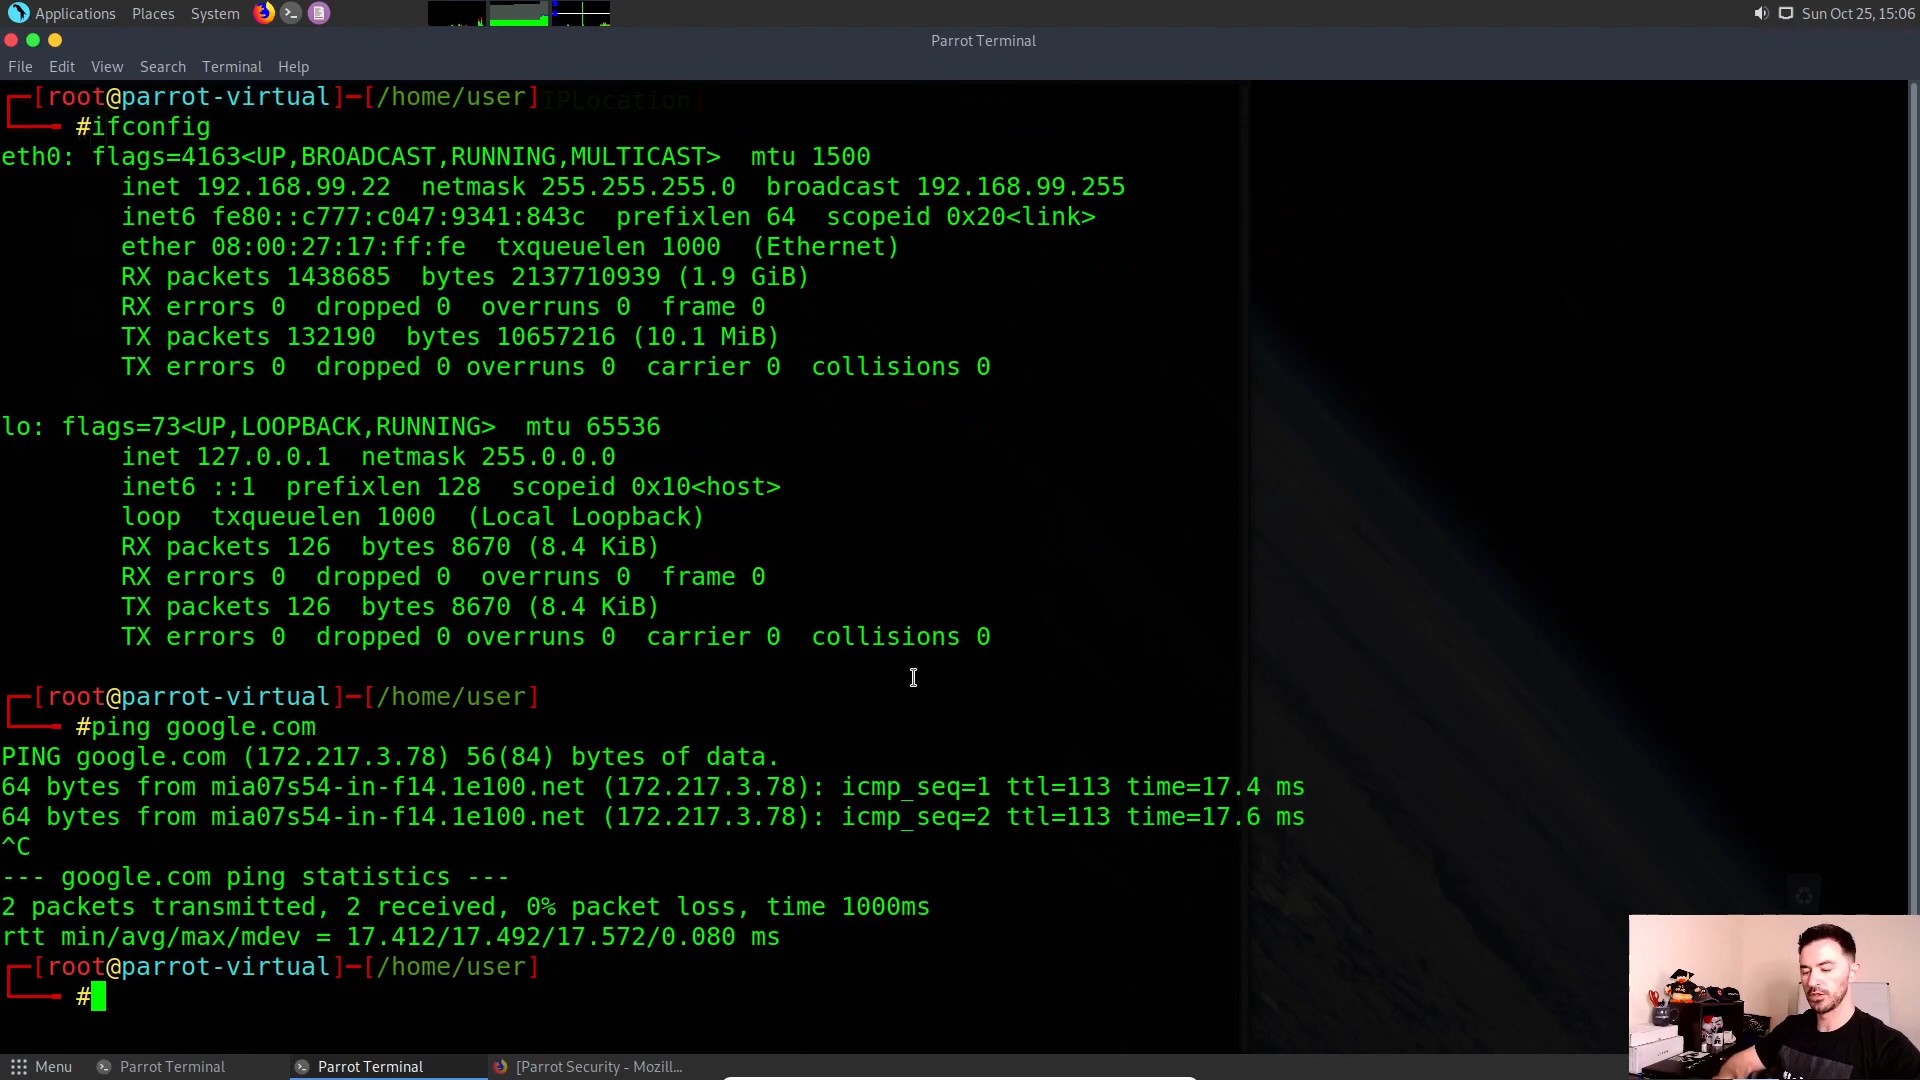 Applications Places System Sun Oct 25, 15:06
Parrot Terminal
File Edit View Search Terminal Help
┌─[root@parrot-virtual]─[/home/user]
IPLocation
└──╼ #ifconfig
eth0: flags=4163<UP,BROADCAST,RUNNING,MULTICAST>  mtu 1500
        inet 192.168.99.22  netmask 255.255.255.0  broadcast 192.168.99.255
        inet6 fe80::c777:c047:9341:843c  prefixlen 64  scopeid 0x20<link>
        ether 08:00:27:17:ff:fe  txqueuelen 1000  (Ethernet)
        RX packets 1438685  bytes 2137710939 (1.9 GiB)
        RX errors 0  dropped 0  overruns 0  frame 0
        TX packets 132190  bytes 10657216 (10.1 MiB)
        TX errors 0  dropped 0 overruns 0  carrier 0  collisions 0
lo: flags=73<UP,LOOPBACK,RUNNING>  mtu 65536
        inet 127.0.0.1  netmask 255.0.0.0
        inet6 ::1  prefixlen 128  scopeid 0x10<host>
        loop  txqueuelen 1000  (Local Loopback)
        RX packets 126  bytes 8670 (8.4 KiB)
        RX errors 0  dropped 0  overruns 0  frame 0
        TX packets 126  bytes 8670 (8.4 KiB)
        TX errors 0  dropped 0 overruns 0  carrier 0  collisions 0
┌─[root@parrot-virtual]─[/home/user]
└──╼ #ping google.com
PING google.com (172.217.3.78) 56(84) bytes of data.
64 bytes from mia07s54-in-f14.1e100.net (172.217.3.78): icmp_seq=1 ttl=113 time=17.4 ms
64 bytes from mia07s54-in-f14.1e100.net (172.217.3.78): icmp_seq=2 ttl=113 time=17.6 ms
^C
--- google.com ping statistics ---
2 packets transmitted, 2 received, 0% packet loss, time 1000ms
rtt min/avg/max/mdev = 17.412/17.492/17.572/0.080 ms
┌─[root@parrot-virtual]─[/home/user]
└──╼ #
Menu Parrot Terminal Parrot Terminal [Parrot Security - Mozill...